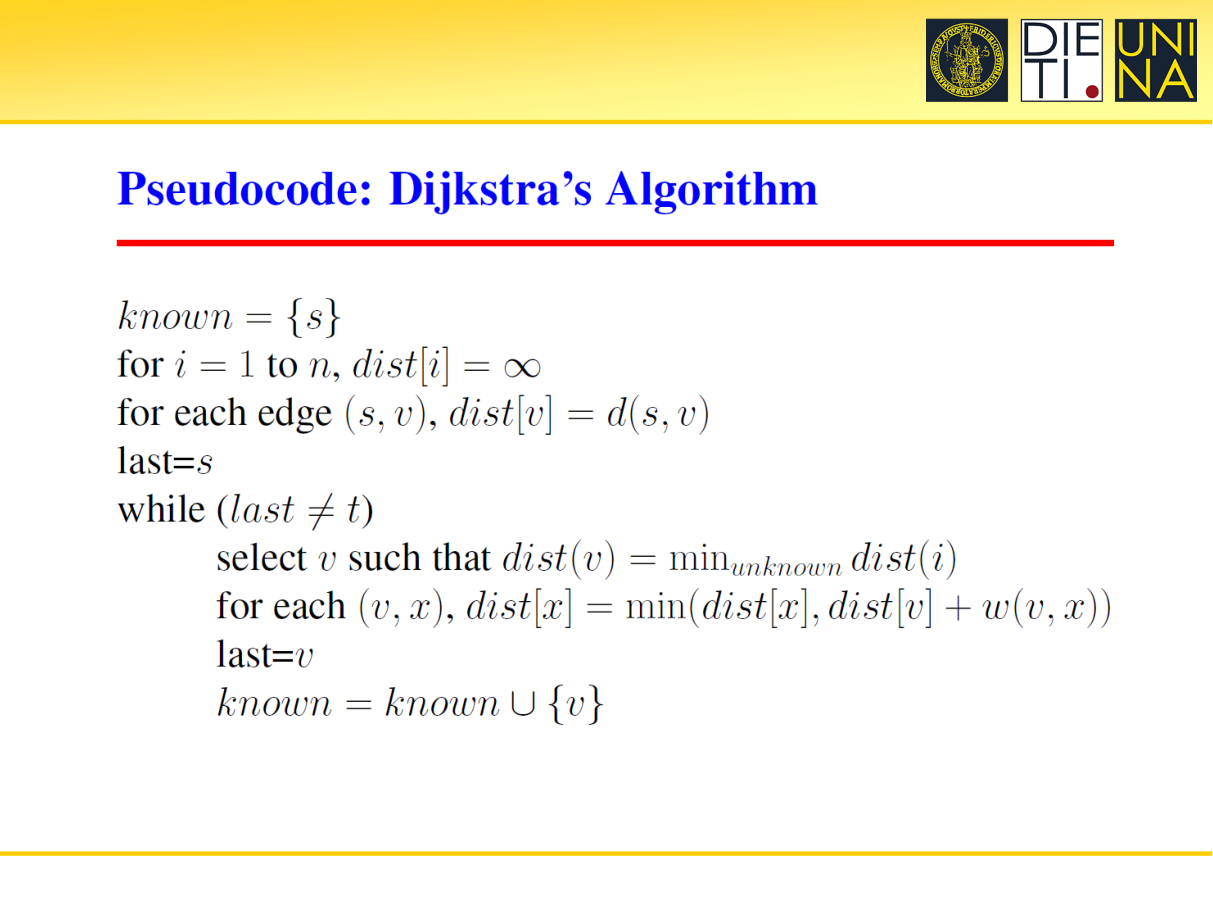 DIE
TI.
UNI
NA
Pseudocode: Dijkstra's Algorithm
known = {s}
for i = 1 to n, dist[i] = ∞
for each edge (s, v), dist[v] = d(s, v)
last=s
while (last ≠ t)
select v such that dist(v) = min_unknown dist(i)
for each (v, x), dist[x] = min(dist[x], dist[v] + w(v, x))
last=v
known = known ∪ {v}